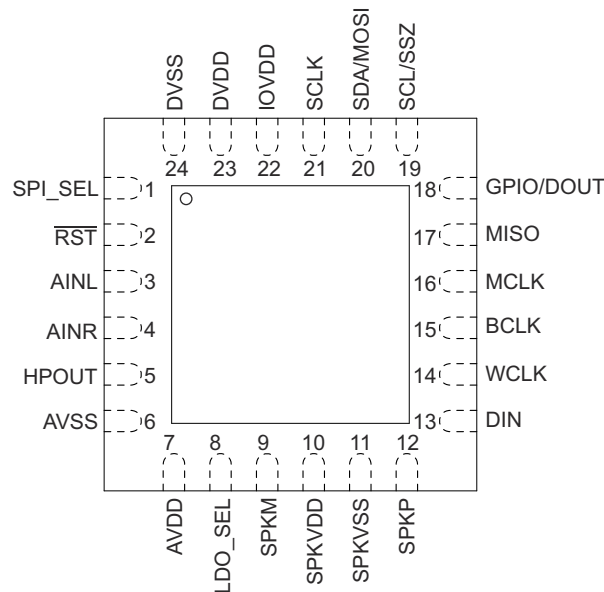 DVSS
DVDD
IOVDD
SCLK
SDA/MOSI
SCL/SSZ
24 23 22 21 20 19
SPI_SEL 1 18 GPIO/DOUT
RST 2 17 MISO
AINL 3 16 MCLK
AINR 4 15 BCLK
HPOUT 5 14 WCLK
AVSS 6 13 DIN
7 8 9 10 11 12
AVDD
LDO_SEL
SPKM
SPKVDD
SPKVSS
SPKP